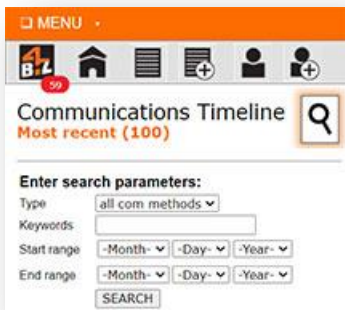 ❑ MENU ·
4
B!Z
59
Communications Timeline
Most recent (100)
Enter search parameters:
Type all com methods
Keywords
Start range -Month- -Day- -Year-
End range -Month- -Day- -Year-
SEARCH